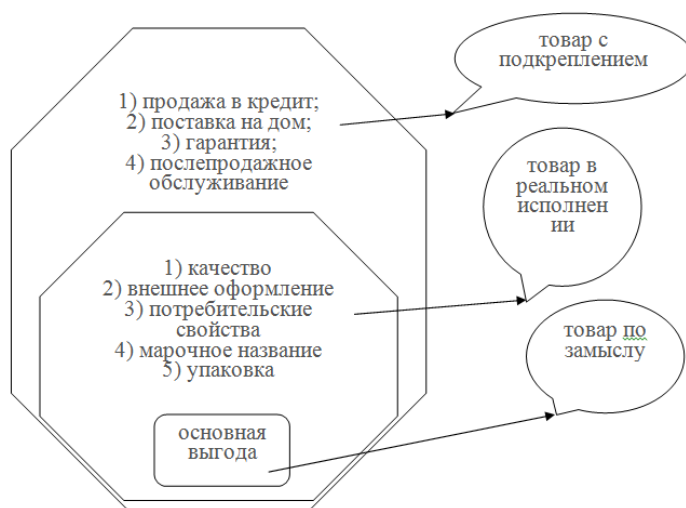 товар с
подкреплением
1) продажа в кредит;
2) поставка на дом;
3) гарантия;
4) послепродажное
обслуживание
товар в
реальном
исполнен
ии
1) качество
2) внешнее оформление
3) потребительские
свойства
4) марочное название
5) упаковка
товар по
замыслу
основная
выгода